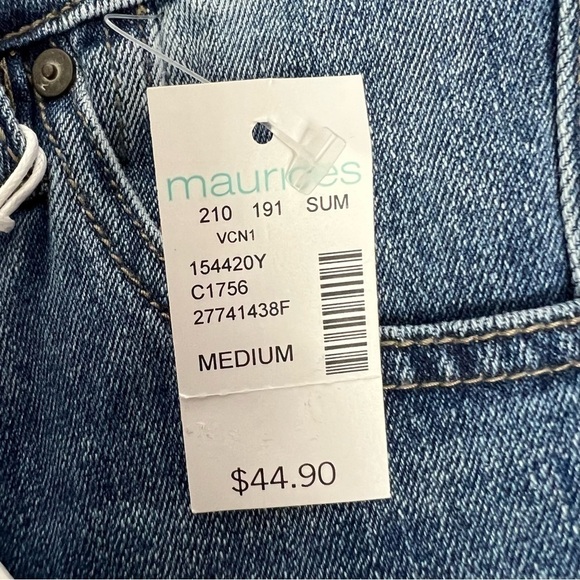 maurices
210 191 SUM
VCN1
154420Y
C1756
27741438F
MEDIUM
$44.90